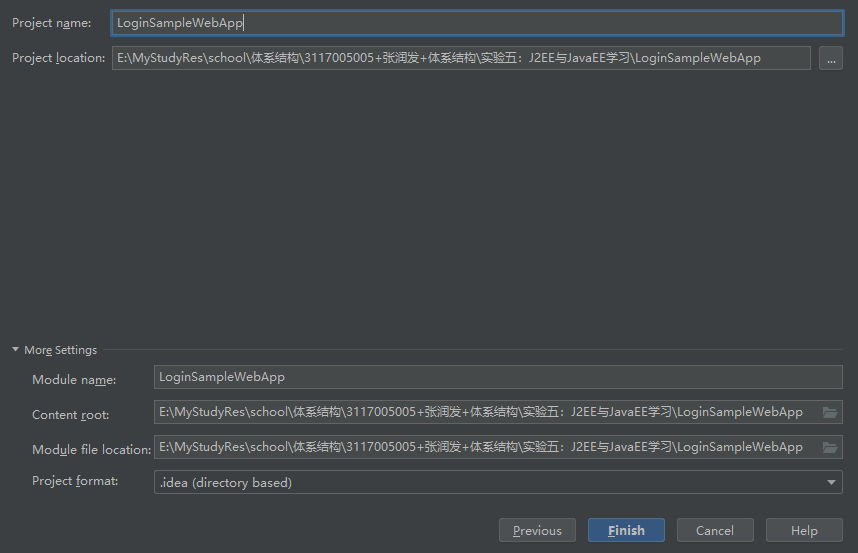 Project name: LoginSampleWebApp
Project location: E:\MyStudyRes\school\体系结构\3117005005+张润发+体系结构\实验五：J2EE与JavaEE学习\LoginSampleWebApp ...
More Settings
Module name: LoginSampleWebApp
Content root: E:\MyStudyRes\school\体系结构\3117005005+张润发+体系结构\实验五：J2EE与JavaEE学习\LoginSampleWebApp
Module file location: E:\MyStudyRes\school\体系结构\3117005005+张润发+体系结构\实验五：J2EE与JavaEE学习\LoginSampleWebApp
Project format: .idea (directory based)
Previous Finish Cancel Help